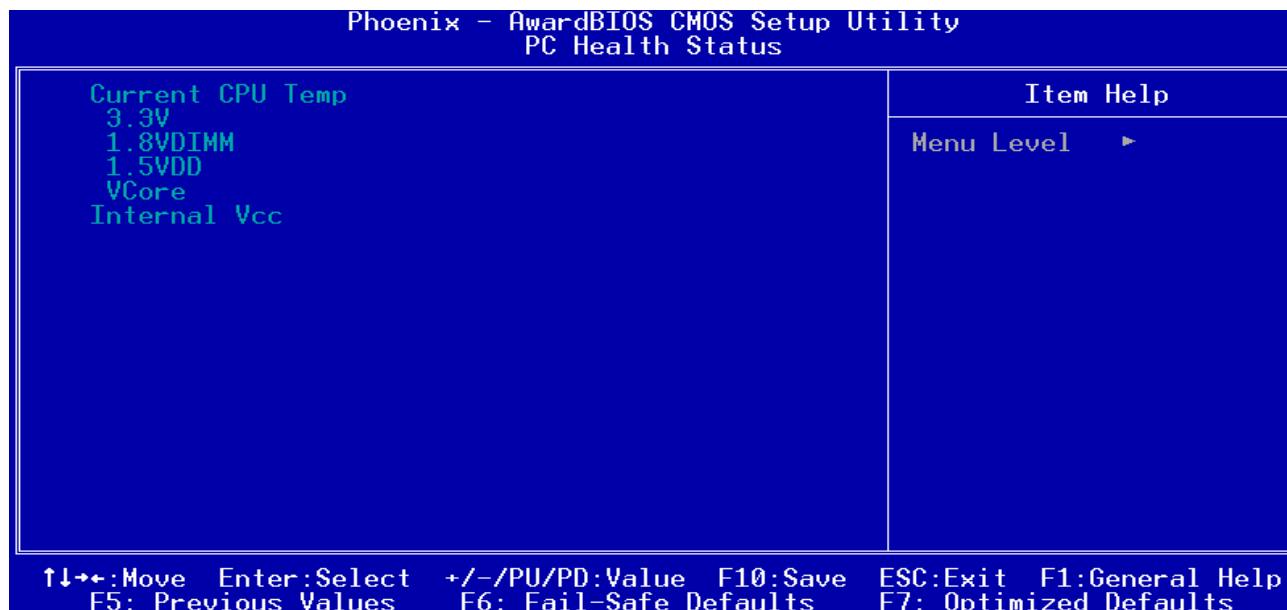 Phoenix - AwardBIOS CMOS Setup Utility
PC Health Status
Current CPU Temp
3.3V
1.8VDIMM
1.5VDD
VCore
Internal Vcc
Item Help
Menu Level ►
↑↓→←:Move Enter:Select +/-/PU/PD:Value F10:Save ESC:Exit F1:General Help
F5: Previous Values F6: Fail-Safe Defaults F7: Optimized Defaults